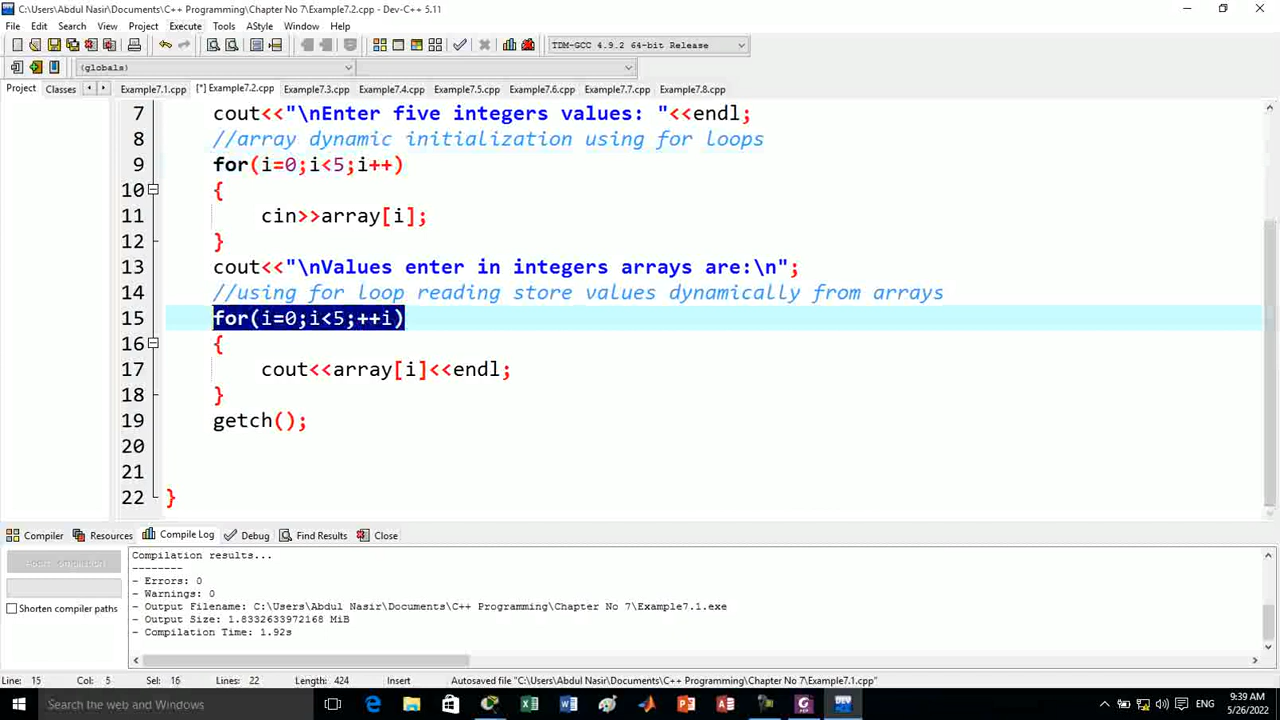 C:\Users\Abdul Nasir\Documents\C++ Programming\Chapter No 7\Example7.2.cpp - Dev-C++ 5.11
File Edit Search View Project Execute Tools AStyle Window Help
TDM-GCC 4.9.2 64-bit Release
(globals)
Project Classes Example7.1.cpp [*] Example7.2.cpp Example7.3.cpp Example7.4.cpp Example7.5.cpp Example7.6.cpp Example7.7.cpp Example7.8.cpp
7 cout<<"\nEnter five integers values: "<<endl;
8 //array dynamic initialization using for loops
9 for(i=0;i<5;i++)
10 {
11 cin>>array[i];
12 }
13 cout<<"\nValues enter in integers arrays are:\n";
14 //using for loop reading store values dynamically from arrays
15 for(i=0;i<5;++i)
16 {
17 cout<<array[i]<<endl;
18 }
19 getch();
20
21
22 }
Compiler Resources Compile Log Debug Find Results Close
Compilation results...
--------
- Errors: 0
- Warnings: 0
- Output Filename: C:\Users\Abdul Nasir\Documents\C++ Programming\Chapter No 7\Example7.1.exe
- Output Size: 1.8332633972168 MiB
- Compilation Time: 1.92s
Shorten compiler paths
Line: 15 Col: 5 Sel: 16 Lines: 22 Length: 424 Insert Autosaved file "C:\Users\Abdul Nasir\Documents\C++ Programming\Chapter No 7\Example7.1.cpp"
Search the web and Windows
ENG
9:39 AM
5/26/2022